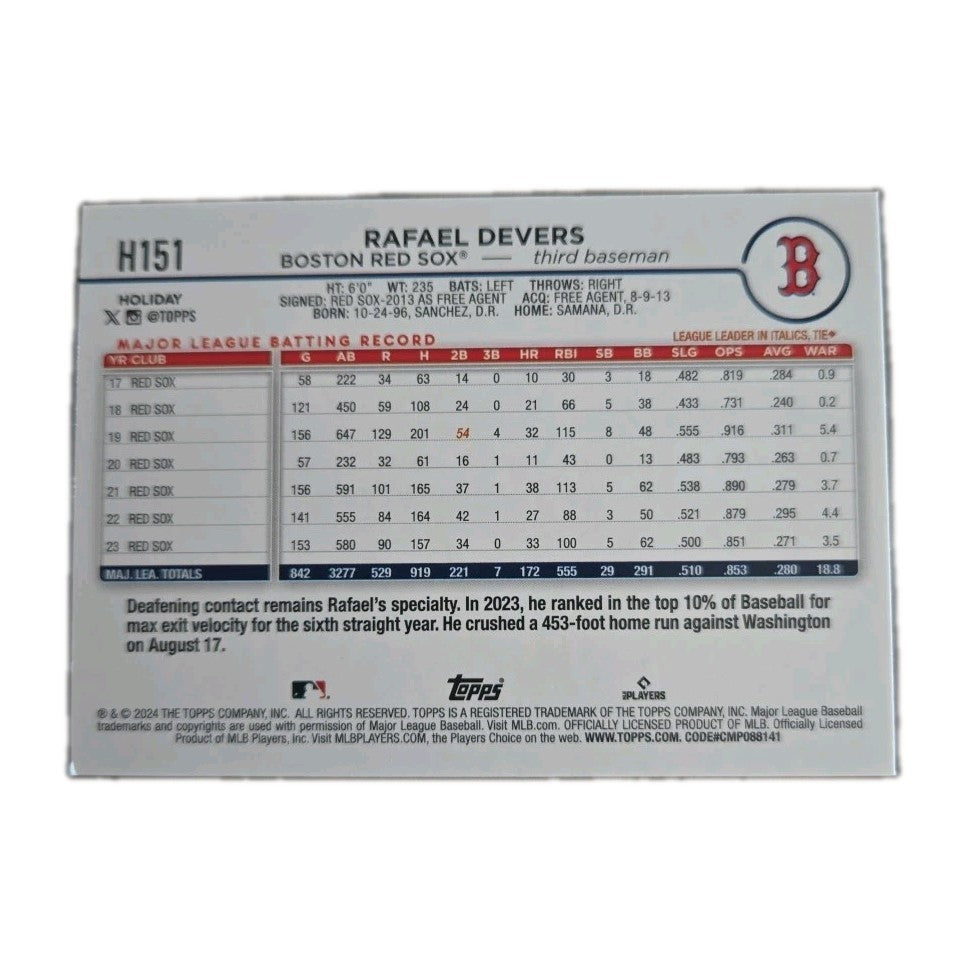 H151
RAFAEL DEVERS
BOSTON RED SOX® — third baseman
B
HT: 6'0" WT: 235 BATS: LEFT THROWS: RIGHT
SIGNED: RED SOX-2013 AS FREE AGENT ACQ: FREE AGENT, 8-9-13
BORN: 10-24-96, SANCHEZ, D.R. HOME: SAMANA, D.R.
HOLIDAY
@TOPPS
MAJOR LEAGUE BATTING RECORD LEAGUE LEADER IN ITALICS, TIE♦
YR CLUB G AB R H 2B 3B HR RBI SB BB SLG OPS AVG WAR
17 RED SOX 58 222 34 63 14 0 10 30 3 18 .482 .819 .284 0.9
18 RED SOX 121 450 59 108 24 0 21 66 5 38 .433 .731 .240 0.2
19 RED SOX 156 647 129 201 54 4 32 115 8 48 .555 .916 .311 5.4
20 RED SOX 57 232 32 61 16 1 11 43 0 13 .483 .793 .263 0.7
21 RED SOX 156 591 101 165 37 1 38 113 5 62 .538 .890 .279 3.7
22 RED SOX 141 555 84 164 42 1 27 88 3 50 .521 .879 .295 4.4
23 RED SOX 153 580 90 157 34 0 33 100 5 62 .500 .851 .271 3.5
MAJ. LEA. TOTALS 842 3277 529 919 221 7 172 555 29 291 .510 .853 .280 18.8
Deafening contact remains Rafael's specialty. In 2023, he ranked in the top 10% of Baseball for
max exit velocity for the sixth straight year. He crushed a 453-foot home run against Washington
on August 17.
Topps
PLAYERS
® & © 2024 THE TOPPS COMPANY, INC. ALL RIGHTS RESERVED. TOPPS IS A REGISTERED TRADEMARK OF THE TOPPS COMPANY, INC. Major League Baseball
trademarks and copyrights are used with permission of Major League Baseball. Visit MLB.com. OFFICIALLY LICENSED PRODUCT OF MLB. Officially Licensed
Product of MLB Players, Inc. Visit MLBPLAYERS.COM, the Players Choice on the web. WWW.TOPPS.COM. CODE#CMP088141